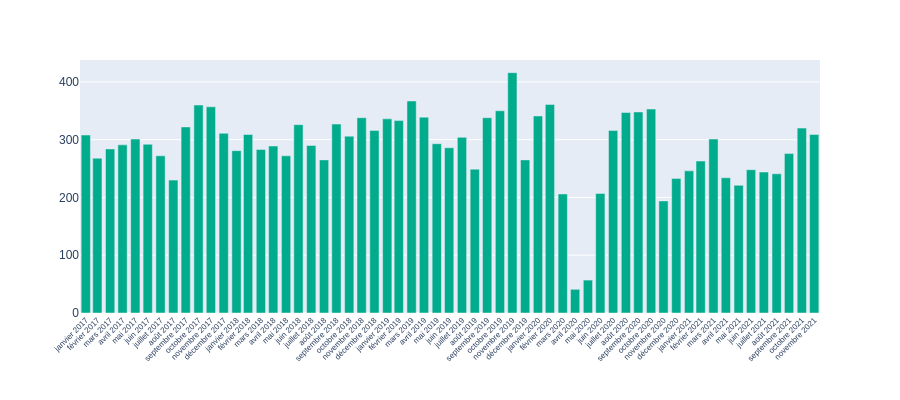 400
300
200
100
0
janvier 2017
février 2017
mars 2017
avril 2017
mai 2017
juin 2017
juillet 2017
août 2017
septembre 2017
octobre 2017
novembre 2017
décembre 2017
janvier 2018
février 2018
mars 2018
avril 2018
mai 2018
juin 2018
juillet 2018
août 2018
septembre 2018
octobre 2018
novembre 2018
décembre 2018
janvier 2019
février 2019
mars 2019
avril 2019
mai 2019
juin 2019
juillet 2019
août 2019
septembre 2019
octobre 2019
novembre 2019
décembre 2019
janvier 2020
février 2020
mars 2020
avril 2020
mai 2020
juin 2020
juillet 2020
août 2020
septembre 2020
octobre 2020
novembre 2020
décembre 2020
janvier 2021
février 2021
mars 2021
avril 2021
mai 2021
juin 2021
juillet 2021
août 2021
septembre 2021
octobre 2021
novembre 2021